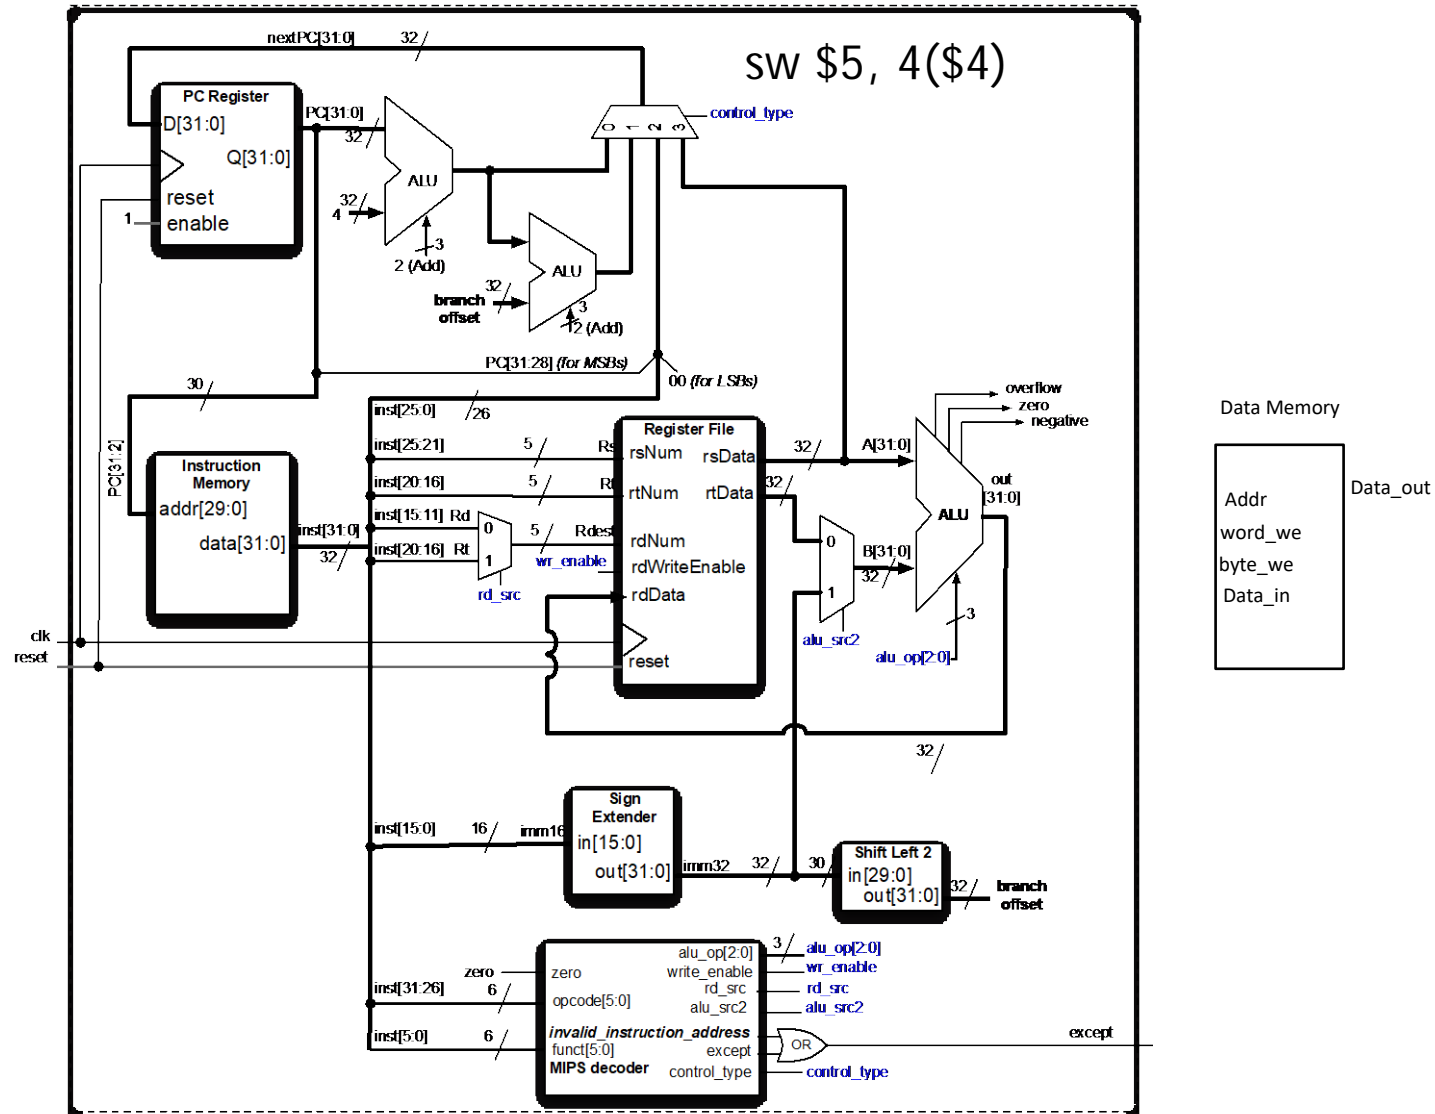 nextPC[31:0]
32
sw $5, 4($4)
PC Register
D[31:0]
Q[31:0]
reset
enable
1
PC[31:0]
32
32
4
ALU
3
2 (Add)
0
1
2
3
control_type
32
branch
offset
ALU
3
2 (Add)
PC[31:28] (for MSBs)
00 (for LSBs)
30
PC[31:2]
inst[25:0]
26
inst[25:21]
5
Rs
inst[20:16]
5
Rt
inst[15:11] Rd
inst[20:16] Rt
0
1
rd_src
5
Rdest
wr_enable
Instruction
Memory
addr[29:0]
data[31:0]
inst[31:0]
32
clk
reset
Register File
rsNum
rsData
rtNum
rtData
rdNum
rdWriteEnable
rdData
reset
32
32
A[31:0]
0
1
B[31:0]
32
alu_src2
ALU
overflow
zero
negative
out
[31:0]
3
alu_op[2:0]
32
Data Memory
Addr
word_we
byte_we
Data_in
Data_out
inst[15:0]
16
imm16
Sign
Extender
in[15:0]
out[31:0]
imm32
32
30
Shift Left 2
in[29:0]
out[31:0]
32
branch
offset
zero
inst[31:26]
6
inst[5:0]
6
zero
opcode[5:0]
invalid_instruction_address
funct[5:0]
MIPS decoder
alu_op[2:0]
write_enable
rd_src
alu_src2
except
control_type
3
alu_op[2:0]
wr_enable
rd_src
alu_src2
OR
except
control_type